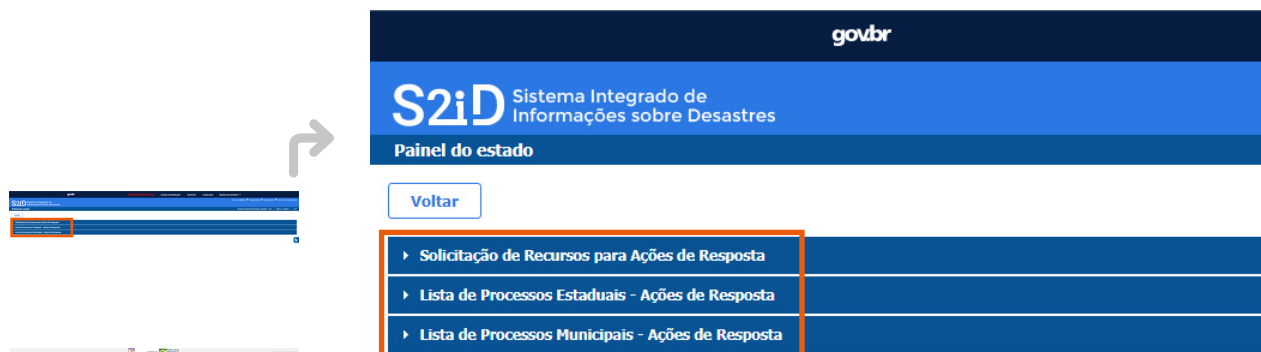 gov.br
S2iD Sistema Integrado de
Informações sobre Desastres
Painel do estado
Voltar
Solicitação de Recursos para Ações de Resposta
Lista de Processos Estaduais - Ações de Resposta
Lista de Processos Municipais - Ações de Resposta